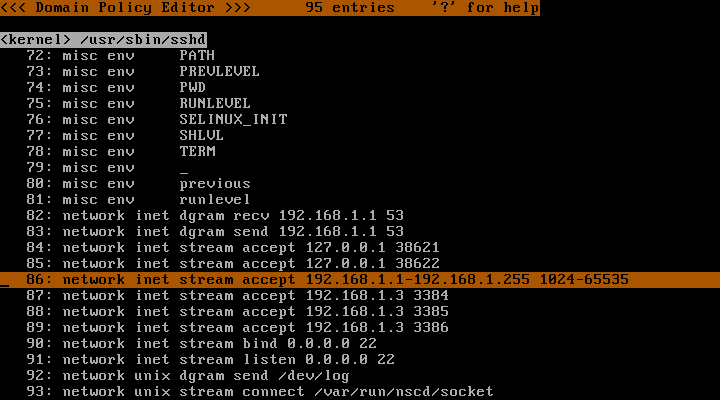 <<< Domain Policy Editor >>>      95 entries    '?' for help
<kernel> /usr/sbin/sshd
72: misc env     PATH
73: misc env     PREVLEVEL
74: misc env     PWD
75: misc env     RUNLEVEL
76: misc env     SELINUX_INIT
77: misc env     SHLVL
78: misc env     TERM
79: misc env     _
80: misc env     previous
81: misc env     runlevel
82: network inet dgram recv 192.168.1.1 53
83: network inet dgram send 192.168.1.1 53
84: network inet stream accept 127.0.0.1 38621
85: network inet stream accept 127.0.0.1 38622
86: network inet stream accept 192.168.1.1-192.168.1.255 1024-65535
87: network inet stream accept 192.168.1.3 3384
88: network inet stream accept 192.168.1.3 3385
89: network inet stream accept 192.168.1.3 3386
90: network inet stream bind 0.0.0.0 22
91: network inet stream listen 0.0.0.0 22
92: network unix dgram send /dev/log
93: network unix stream connect /var/run/nscd/socket